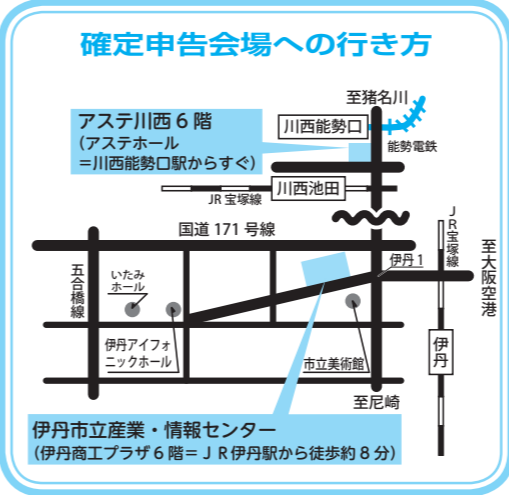 確定申告会場への行き方
至猪名川
アステ川西6階
(アステホール
=川西能勢口駅からすぐ)
川西能勢口
能勢電鉄
川西池田
JR宝塚線
国道171号線
JR宝塚線
至大阪空港
伊丹1
五合橋線
いたみ
ホール
伊丹アイフォ
ニックホール
市立美術館
伊丹
至尼崎
伊丹市立産業・情報センター
(伊丹商工プラザ6階=JR伊丹駅から徒歩約8分)